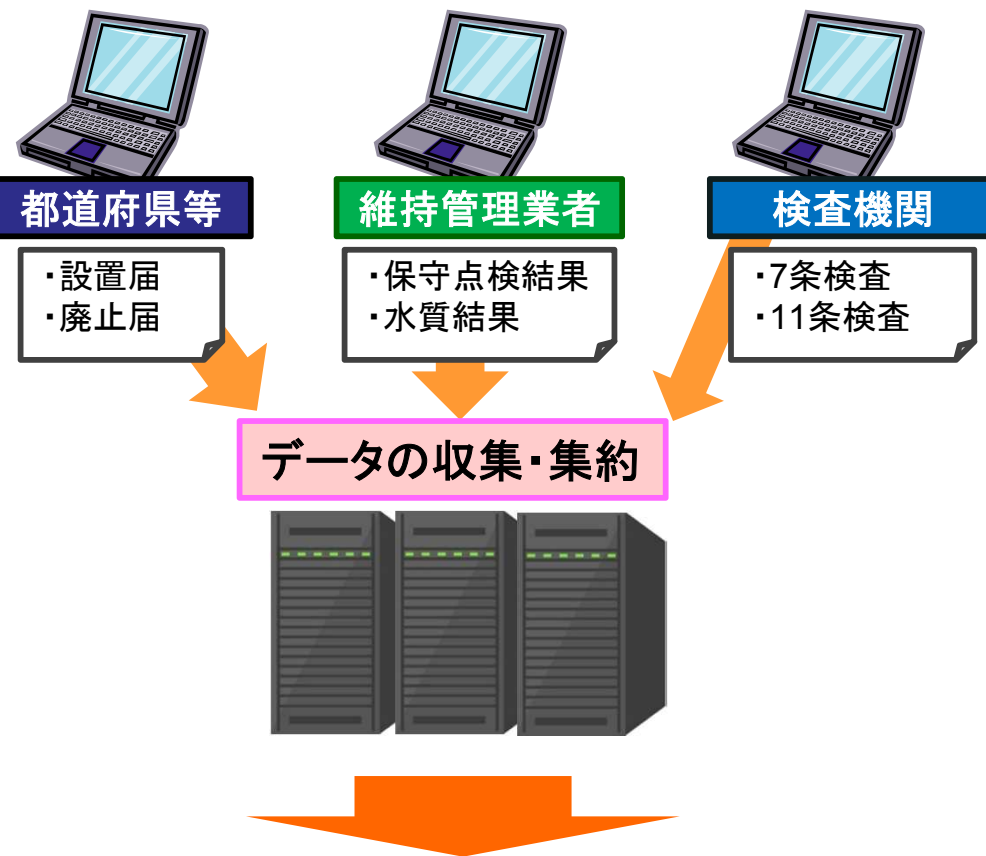 都道府県等
維持管理業者
検査機関
・設置届
・廃止届
・保守点検結果
・水質結果
・7条検査
・11条検査
データの収集・集約